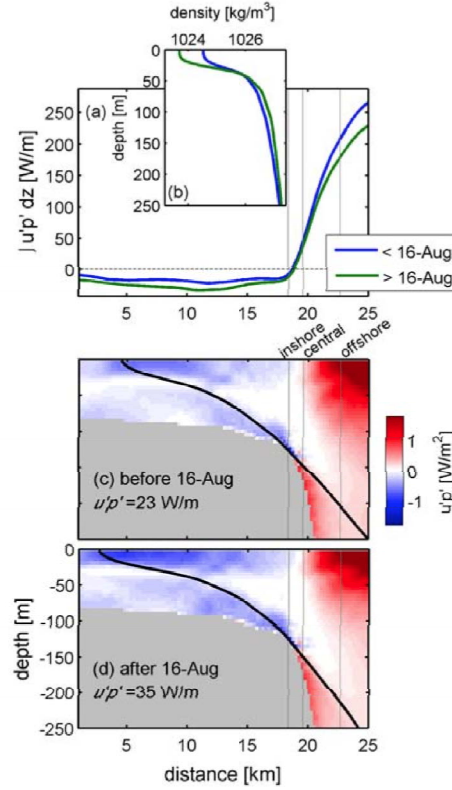 density [kg/m³]
1024 1026
0
50
100
150
200
250
depth [m]
(b)
(a)
250
200
150
100
50
0
∫ u'p' dz [W/m]
< 16-Aug
> 16-Aug
5 10 15 20 25
inshore
central
offshore
(c) before 16-Aug
u'p'=23 W/m
1
0
-1
u'p' [W/m²]
0
-50
-100
-150
-200
-250
depth [m]
(d) after 16-Aug
u'p'=35 W/m
5 10 15 20 25
distance [km]